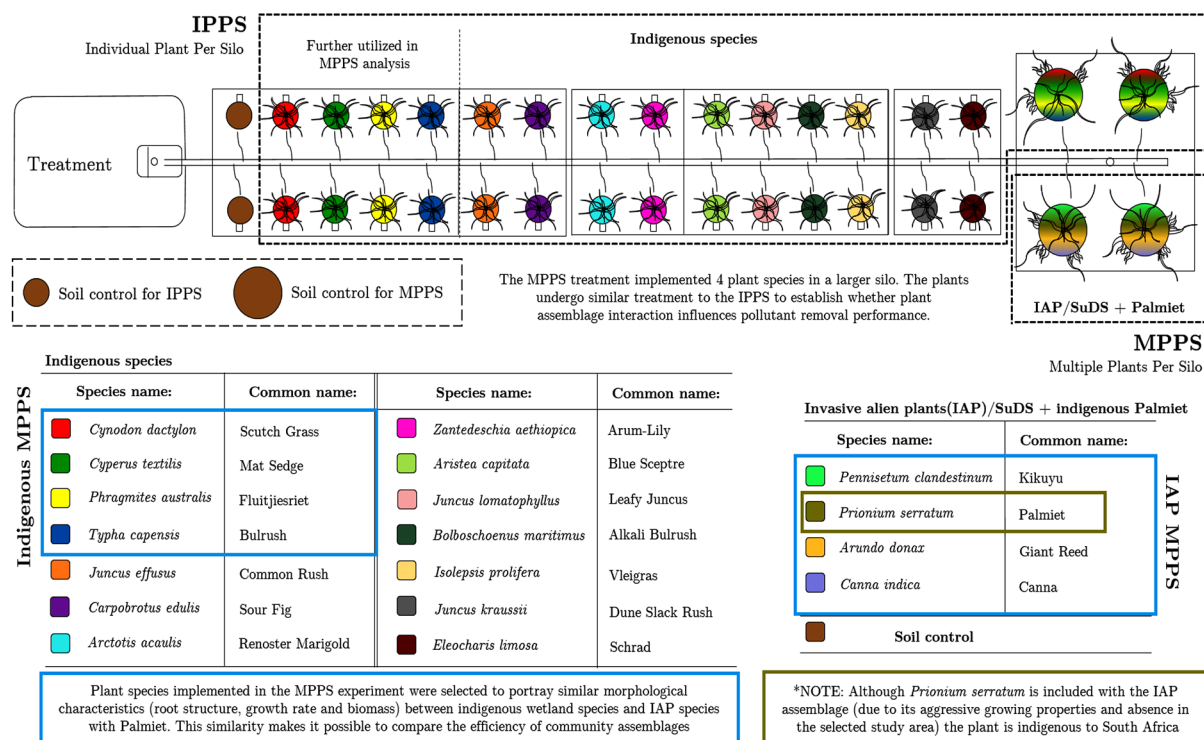 IPPS
Individual Plant Per Silo
Further utilized in
MPPS analysis
Indigenous species
Treatment
Soil control for IPPS
Soil control for MPPS
The MPPS treatment implemented 4 plant species in a larger silo. The plants
undergo similar treatment to the IPPS to establish whether plant
assemblage interaction influences pollutant removal performance.
IAP/SuDS + Palmiet
MPPS
Multiple Plants Per Silo
Indigenous MPPS
Indigenous species
Species name: Common name:
Cynodon dactylon Scutch Grass
Cyperus textilis Mat Sedge
Phragmites australis Fluitjiesriet
Typha capensis Bulrush
Juncus effusus Common Rush
Carpobrotus edulis Sour Fig
Arctotis acaulis Renoster Marigold
Species name: Common name:
Zantedeschia aethiopica Arum-Lily
Aristea capitata Blue Sceptre
Juncus lomatophyllus Leafy Juncus
Bolboschoenus maritimus Alkali Bulrush
Isolepsis prolifera Vleigras
Juncus kraussii Dune Slack Rush
Eleocharis limosa Schrad
Invasive alien plants(IAP)/SuDS + indigenous Palmiet
Species name: Common name:
Pennisetum clandestinum Kikuyu
Prionium serratum Palmiet
Arundo donax Giant Reed
Canna indica Canna
Soil control
IAP MPPS
Plant species implemented in the MPPS experiment were selected to portray similar morphological
characteristics (root structure, growth rate and biomass) between indigenous wetland species and IAP species
with Palmiet. This similarity makes it possible to compare the efficiency of community assemblages
*NOTE: Although Prionium serratum is included with the IAP
assemblage (due to its aggressive growing properties and absence in
the selected study area) the plant is indigenous to South Africa